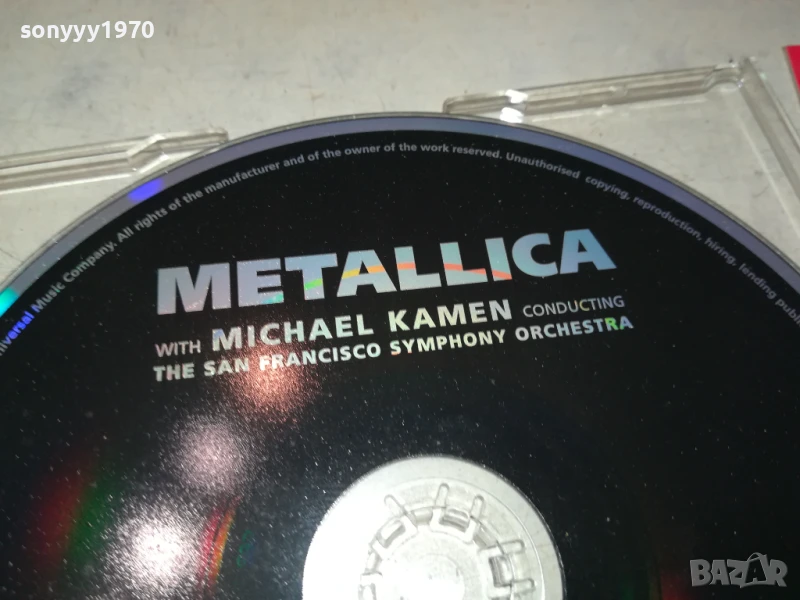 sonyyy1970
Universal Music Company. All rights of the manufacturer and of the owner of the work reserved. Unauthorised copying, reproduction, hiring, lending
METALLICA
WITH MICHAEL KAMEN CONDUCTING
THE SAN FRANCISCO SYMPHONY ORCHESTRA
BAZAR